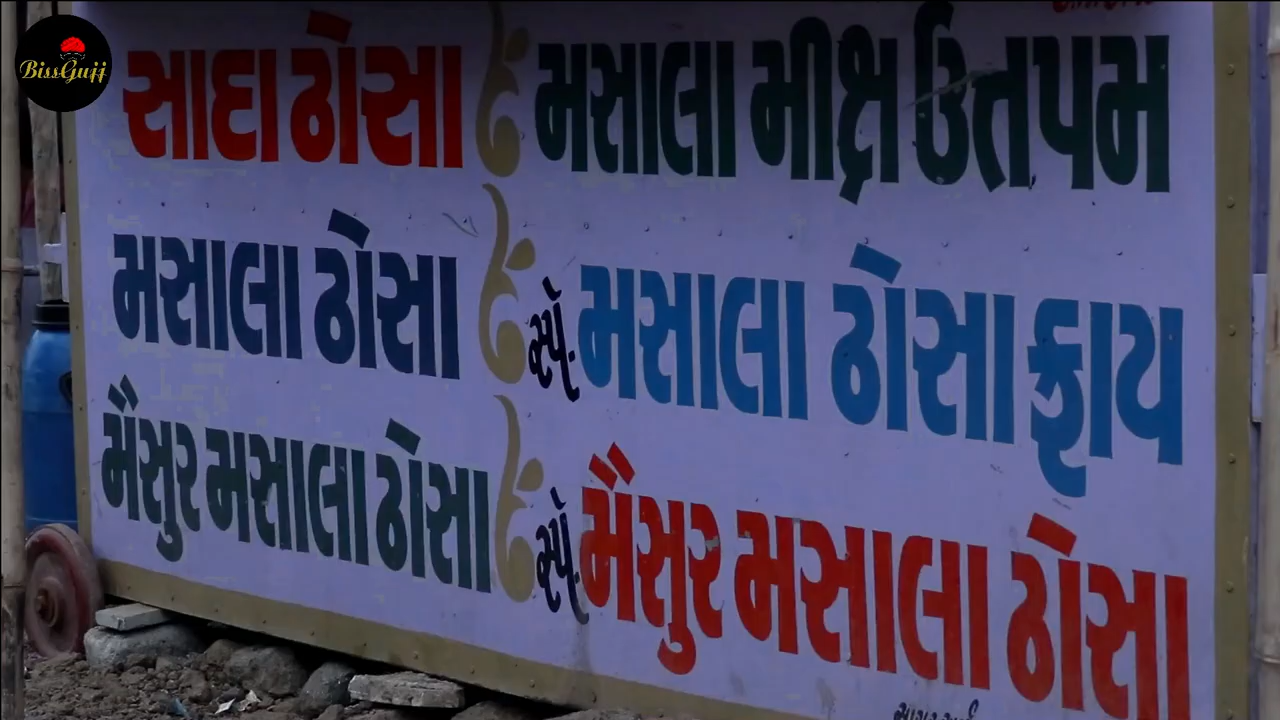 BissGujj
સાદા ઢોંસા મસાલા મીક્ષ ઉતપમ
મસાલા ઢોંસા સ્પે. મસાલા ઢોંસા ફ્રાય
મૈસુર મસાલા ઢોંસા સ્પે. મૈસુર મસાલા ઢોંસા